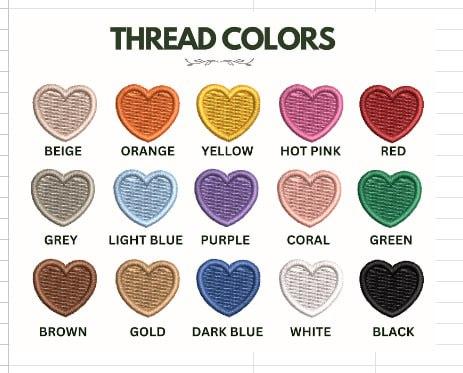 THREAD COLORS
BEIGE ORANGE YELLOW HOT PINK RED
GREY LIGHT BLUE PURPLE CORAL GREEN
BROWN GOLD DARK BLUE WHITE BLACK